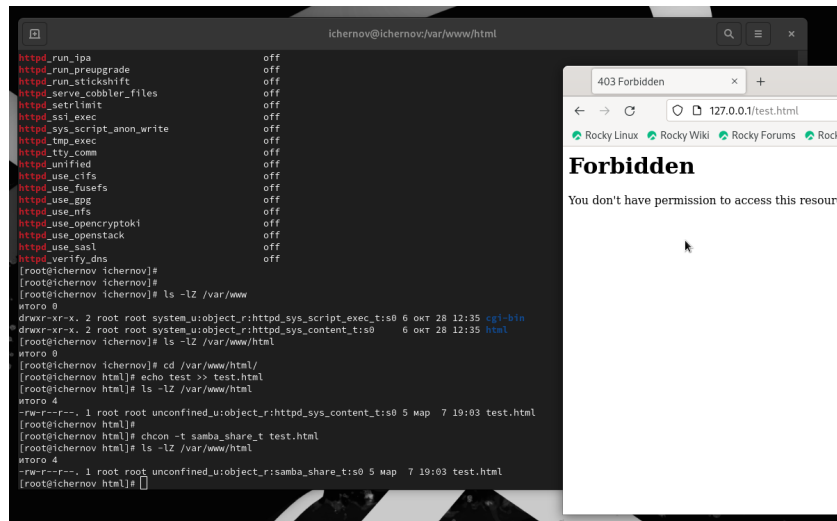 ichernov@ichernov:/var/www/html
httpd_run_ipa off
httpd_run_preupgrade off
httpd_run_stickshift off
httpd_serve_cobbler_files off
httpd_setrlimit off
httpd_ssi_exec off
httpd_sys_script_anon_write off
httpd_tmp_exec off
httpd_tty_comm off
httpd_unified off
httpd_use_cifs off
httpd_use_fusefs off
httpd_use_gpg off
httpd_use_nfs off
httpd_use_opencryptoki off
httpd_use_openstack off
httpd_use_sasl off
httpd_verify_dns off
[root@ichernov ichernov]#
[root@ichernov ichernov]#
[root@ichernov ichernov]# ls -lZ /var/www
итого 0
drwxr-xr-x. 2 root root system_u:object_r:httpd_sys_script_exec_t:s0 6 окт 28 12:35 cgi-bin
drwxr-xr-x. 2 root root system_u:object_r:httpd_sys_content_t:s0 6 окт 28 12:35 html
[root@ichernov ichernov]# ls -lZ /var/www/html
итого 0
[root@ichernov ichernov]# cd /var/www/html/
[root@ichernov html]# echo test >> test.html
[root@ichernov html]# ls -lZ /var/www/html
итого 4
-rw-r--r--. 1 root root unconfined_u:object_r:httpd_sys_content_t:s0 5 мар 7 19:03 test.html
[root@ichernov html]#
[root@ichernov html]# chcon -t samba_share_t test.html
[root@ichernov html]# ls -lZ /var/www/html
итого 4
-rw-r--r--. 1 root root unconfined_u:object_r:samba_share_t:s0 5 мар 7 19:03 test.html
[root@ichernov html]#
403 Forbidden
127.0.0.1/test.html
Rocky Linux Rocky Wiki Rocky Forums Rock
Forbidden
You don't have permission to access this resour